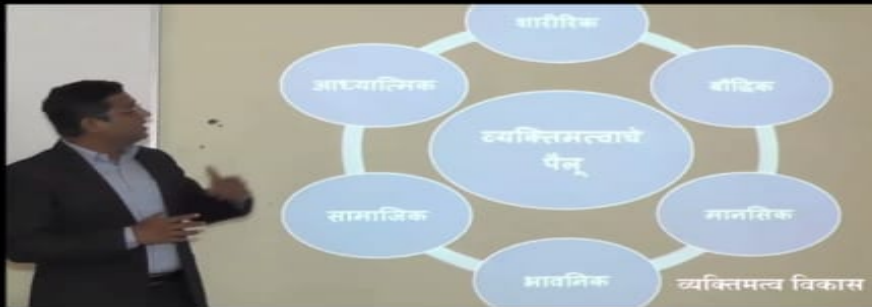 शारीरिक
आध्यात्मिक
बौद्धिक
व्यक्तिमत्वाचे
पैलू
सामाजिक
मानसिक
भावनिक
व्यक्तिमत्व विकास